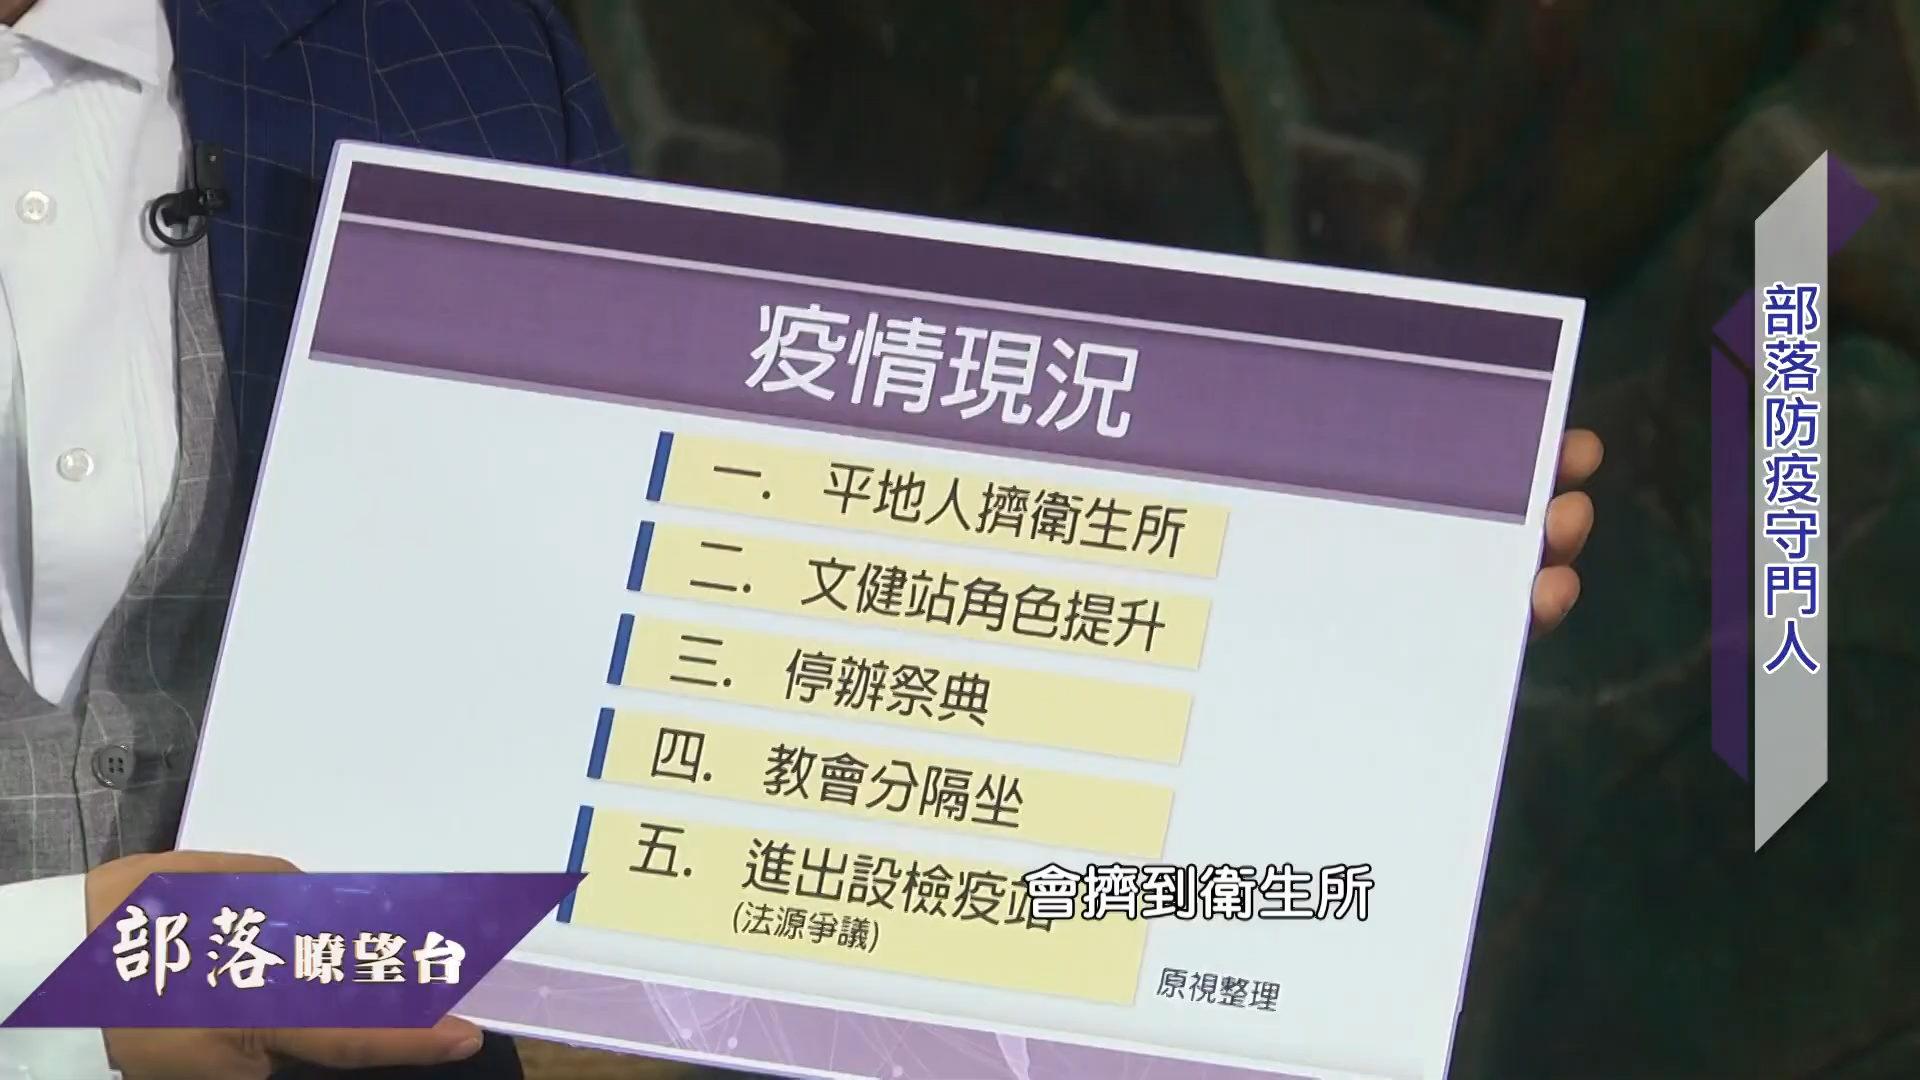 疫情現況
一. 平地人擠衛生所
二. 文健站角色提升
三. 停辦祭典
四. 教會分隔坐
五. 進出設檢疫站
(法源爭議)
原視整理
會擠到衛生所
部落瞭望台
部落防疫守門人